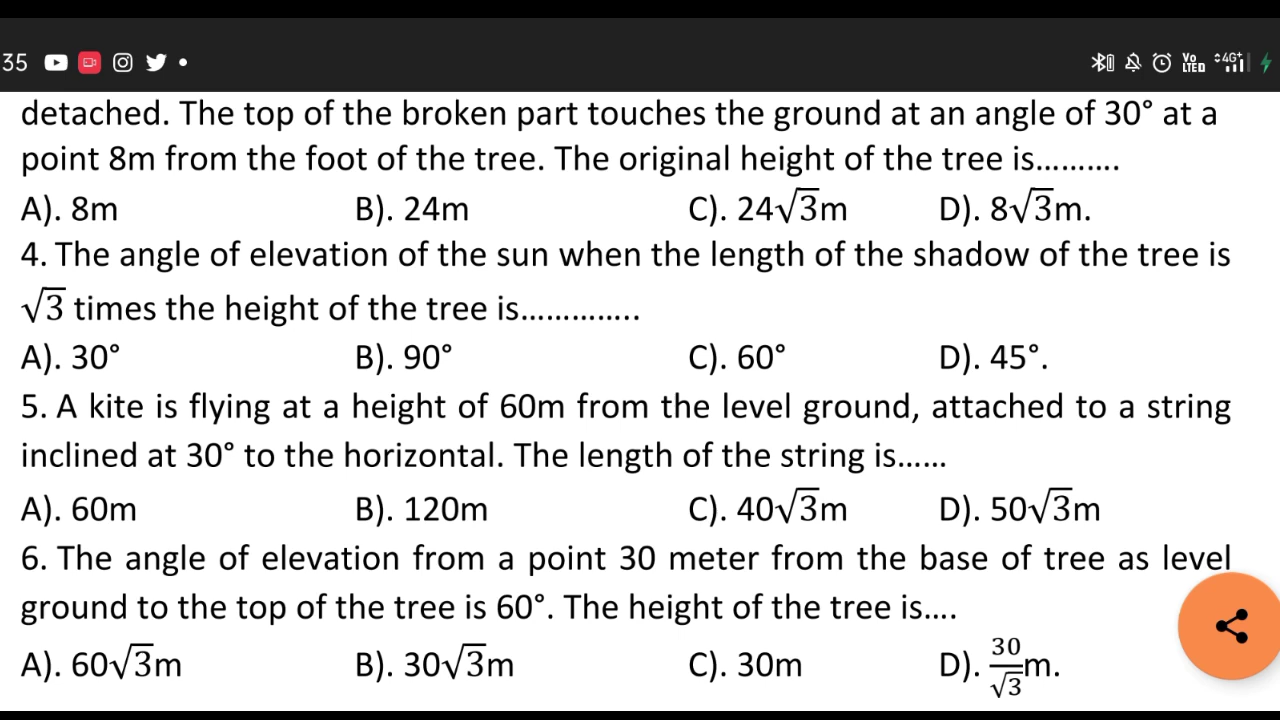 35
Vo LTED 4G+
detached. The top of the broken part touches the ground at an angle of 30° at a
point 8m from the foot of the tree. The original height of the tree is..........
A). 8m B). 24m C). 24√3m D). 8√3m.
4. The angle of elevation of the sun when the length of the shadow of the tree is
√3 times the height of the tree is..............
A). 30° B). 90° C). 60° D). 45°.
5. A kite is flying at a height of 60m from the level ground, attached to a string
inclined at 30° to the horizontal. The length of the string is......
A). 60m B). 120m C). 40√3m D). 50√3m
6. The angle of elevation from a point 30 meter from the base of tree as level
ground to the top of the tree is 60°. The height of the tree is....
A). 60√3m B). 30√3m C). 30m D). 30/√3 m.